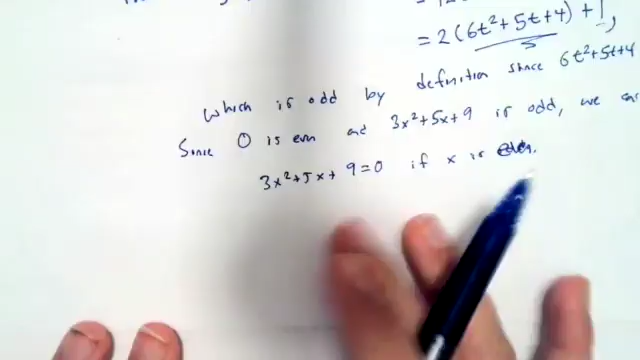 = 2(6t²+5t+4)+1,
which is odd by definition since 6t²+5t+4
Since 0 is even and 3x²+5x+9 is odd, we can
3x²+5x+9=0 if x is